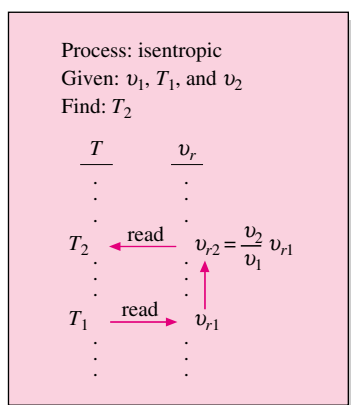 Process: isentropic
Given: υ₁, T₁, and υ₂
Find: T₂
T υᵣ
. .
. .
. .
T₂ read υᵣ₂ = υ₂/υ₁ υᵣ₁
. .
. .
. .
T₁ read υᵣ₁
. .
. .
. .